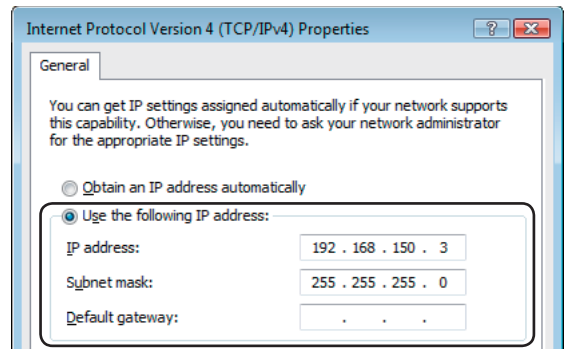 Internet Protocol Version 4 (TCP/IPv4) Properties
General
You can get IP settings assigned automatically if your network supports
this capability. Otherwise, you need to ask your network administrator
for the appropriate IP settings.
Obtain an IP address automatically
Use the following IP address:
IP address: 192 . 168 . 150 . 3
Subnet mask: 255 . 255 . 255 . 0
Default gateway: . . .